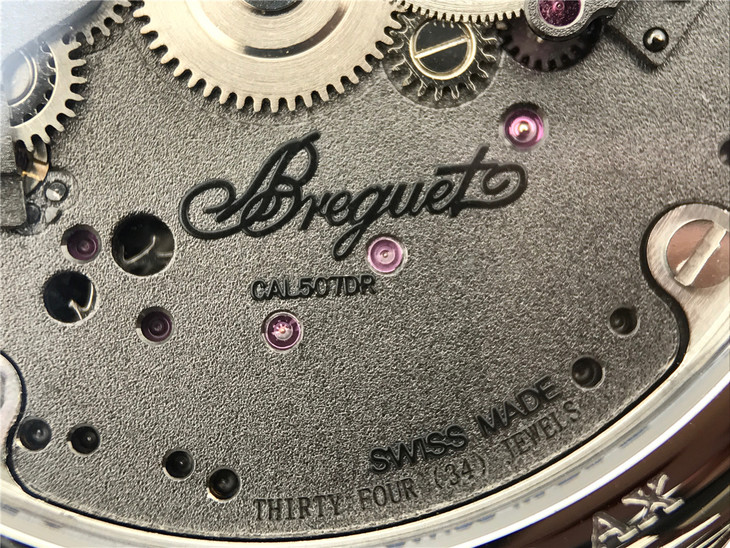 Breguet
CAL507DR
SWISS MADE
THIRTY FOUR (34) JEWELS